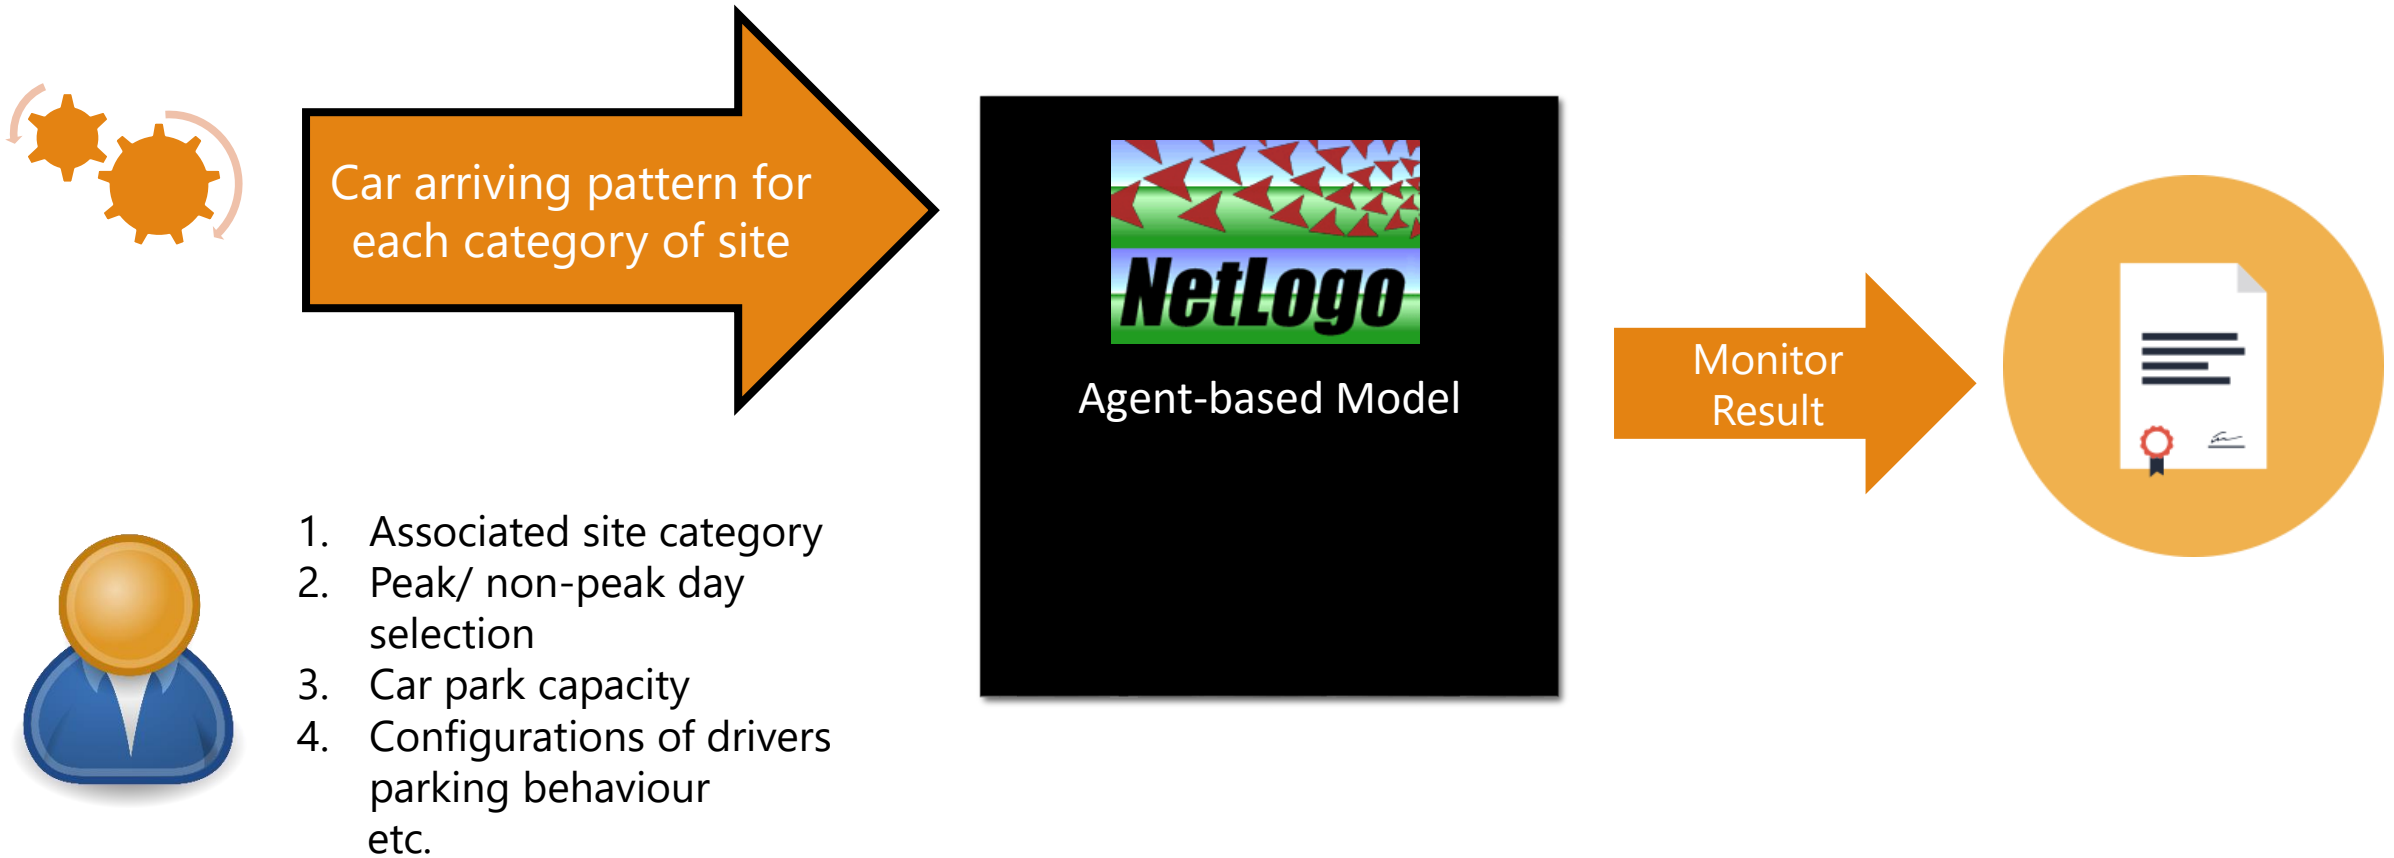 Car arriving pattern for
each category of site
NetLogo
Agent-based Model
Monitor
Result
1. Associated site category
2. Peak/ non-peak day
selection
3. Car park capacity
4. Configurations of drivers
parking behaviour
etc.